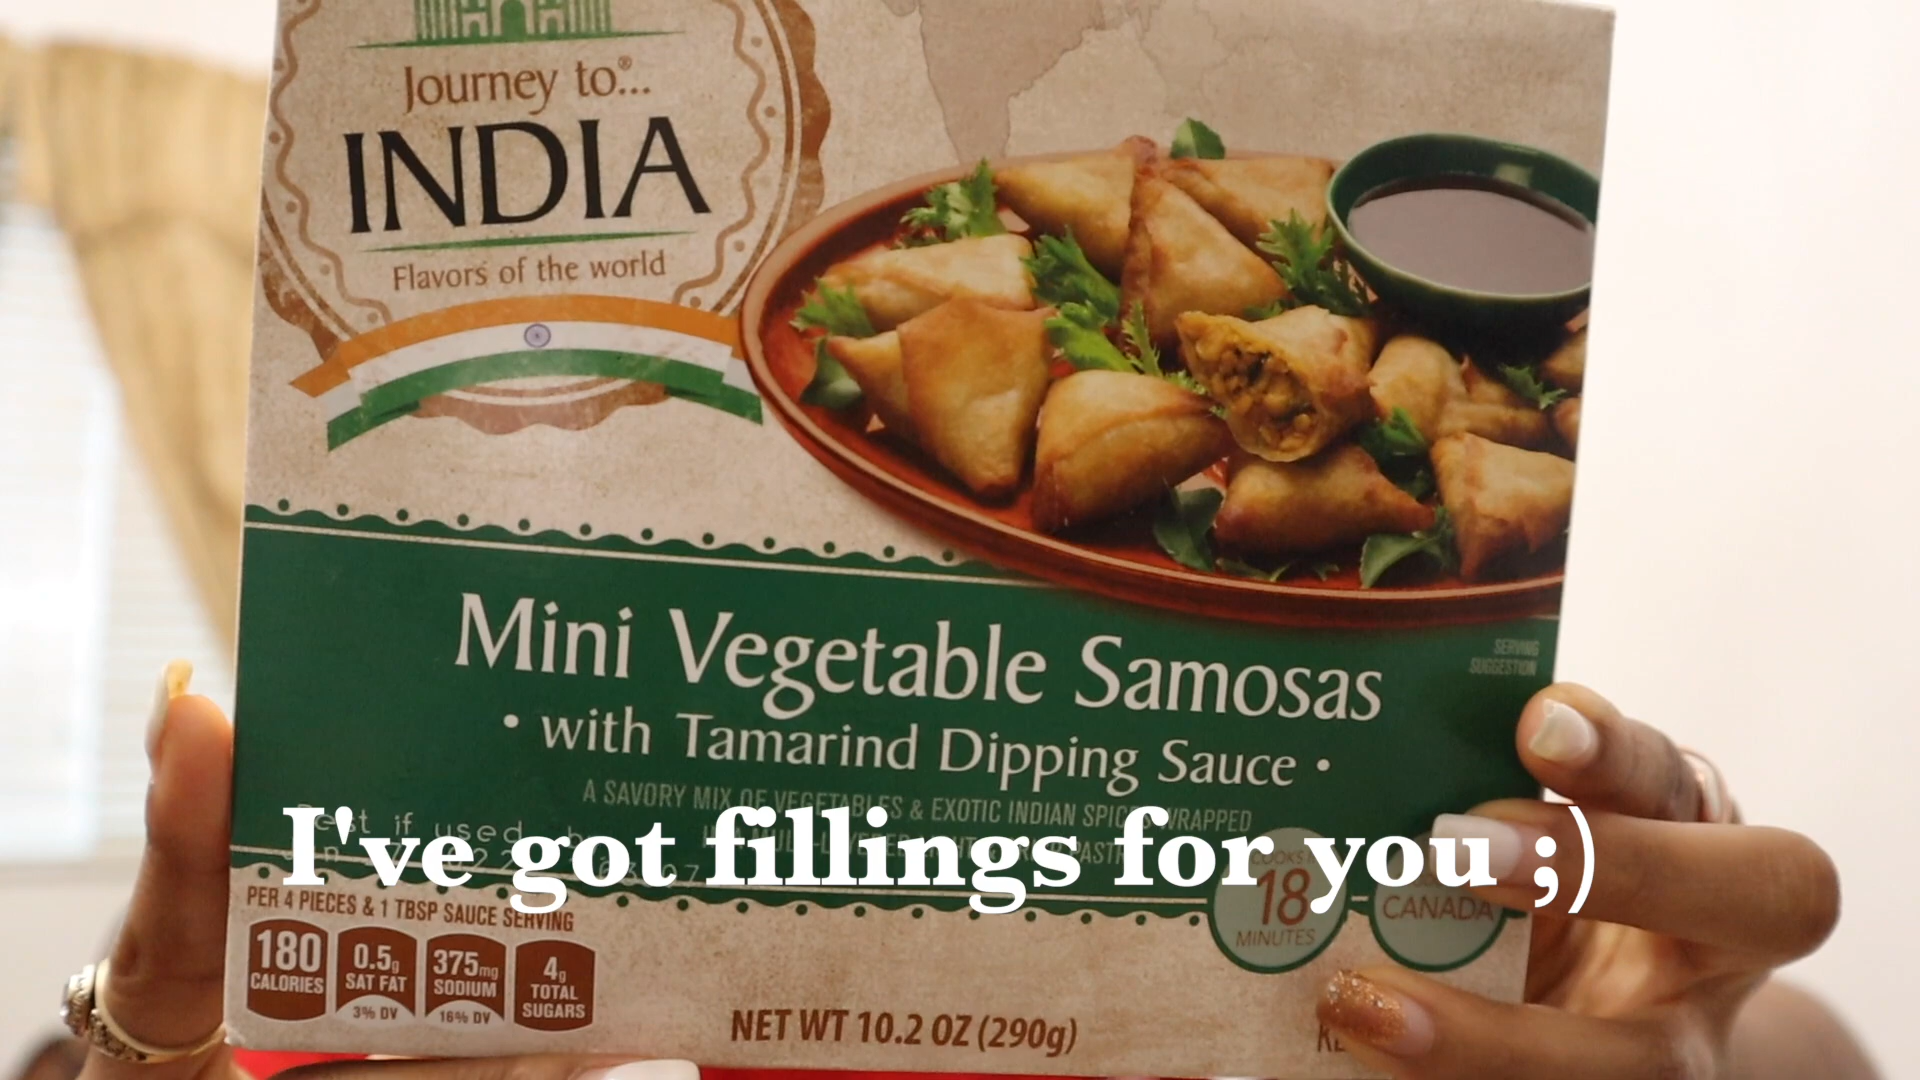 Journey to®...
INDIA
Flavors of the world
Mini Vegetable Samosas
• with Tamarind Dipping Sauce •
SERVING
SUGGESTION
A SAVORY MIX OF VEGETABLES & EXOTIC INDIAN SPICES WRAPPED
I've got fillings for you ;)
if used
18
MINUTES
CANADA
PER 4 PIECES & 1 TBSP SAUCE SERVING
180
CALORIES
0.5g
SAT FAT
3% DV
375mg
SODIUM
16% DV
4g
TOTAL
SUGARS
NET WT 10.2 OZ (290g)